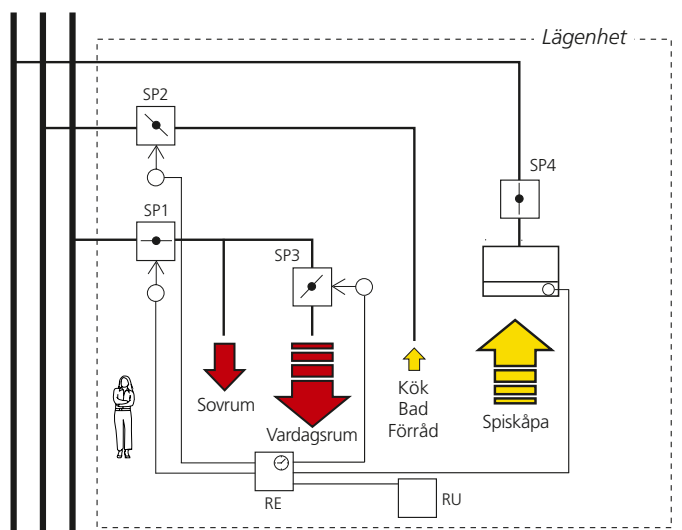 Lägenhet
SP2
SP4
SP1
SP3
Sovrum
Vardagsrum
Kök
Bad
Förråd
Spiskåpa
RE
RU